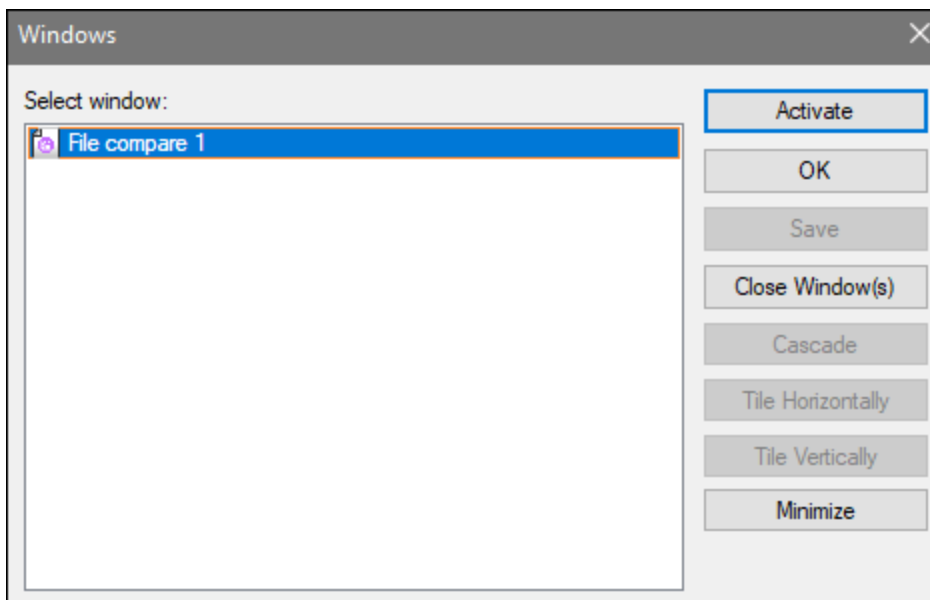 Windows
Select window:
File compare 1
Activate
OK
Save
Close Window(s)
Cascade
Tile Horizontally
Tile Vertically
Minimize